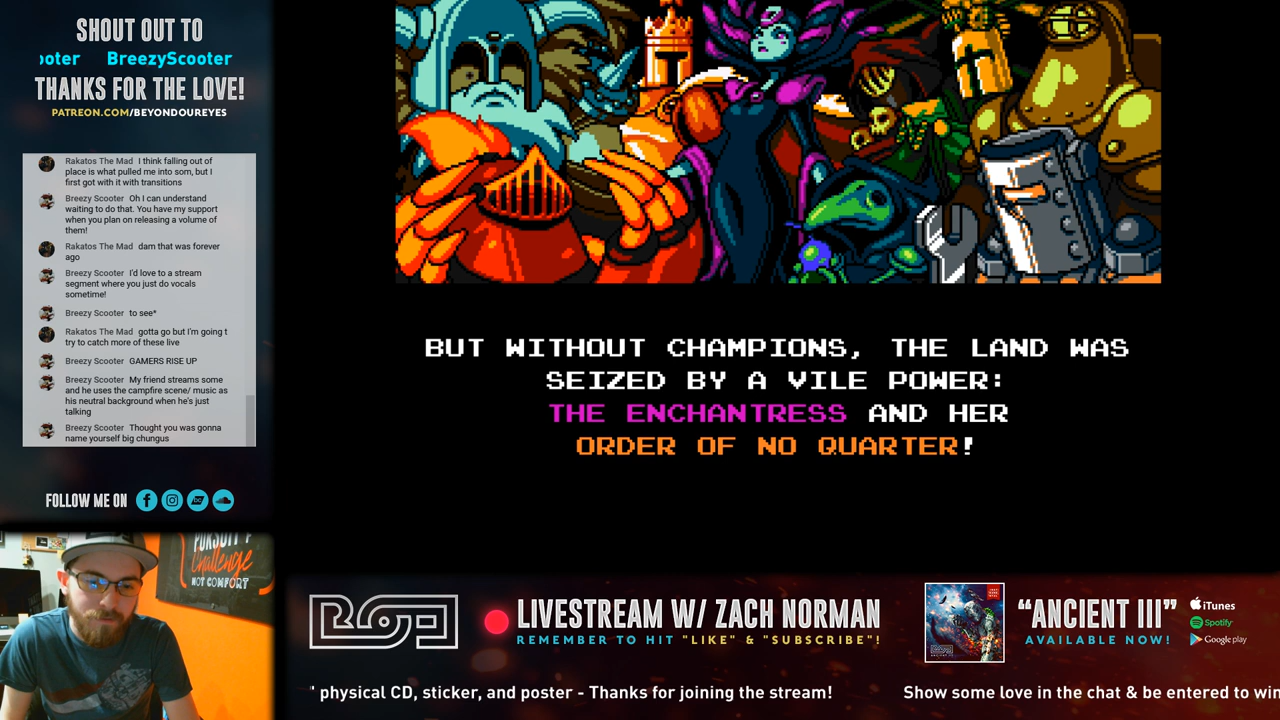 SHOUT OUT TO
oter BreezyScooter
THANKS FOR THE LOVE!
PATREON.COM/BEYONDOUREYES
Rakatos The Mad I think falling out of
place is what pulled me into som, but I
first got with it with transitions
Breezy Scooter Oh I can understand
waiting to do that. You have my support
when you plan on releasing a volume of
them!
Rakatos The Mad dam that was forever
ago
Breezy Scooter I'd love to a stream
segment where you just do vocals
sometime!
Breezy Scooter to see*
Rakatos The Mad gotta go but I'm going t
try to catch more of these live
Breezy Scooter GAMERS RISE UP
Breezy Scooter My friend streams some
and he uses the campfire scene/ music as
his neutral background when he's just
talking
Breezy Scooter Thought you was gonna
name yourself big chungus
FOLLOW ME ON
PURSUIT
Challenge
NOT COMFORT
BUT WITHOUT CHAMPIONS, THE LAND WAS
SEIZED BY A VILE POWER:
THE ENCHANTRESS AND HER
ORDER OF NO QUARTER!
LIVESTREAM W/ ZACH NORMAN
REMEMBER TO HIT "LIKE" & "SUBSCRIBE"!
"ANCIENT III"
AVAILABLE NOW!
iTunes
Spotify
Google play
' physical CD, sticker, and poster - Thanks for joining the stream! Show some love in the chat & be entered to win